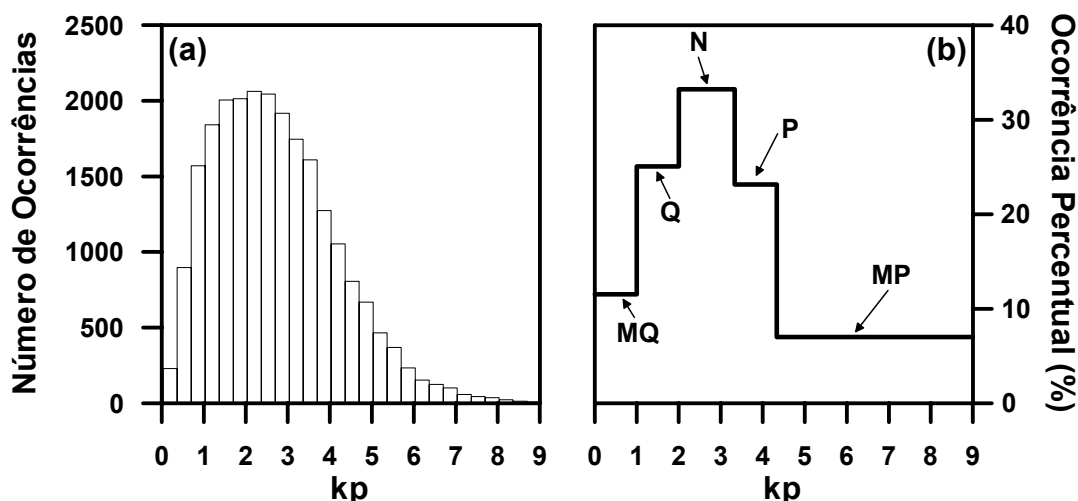 Número de Ocorrências
2500
2000
1500
1000
500
0
(a)
0 1 2 3 4 5 6 7 8 9
kp
(b)
N
P
Q
MQ
MP
0 1 2 3 4 5 6 7 8 9
kp
40
30
20
10
0
Ocorrência Percentual (%)